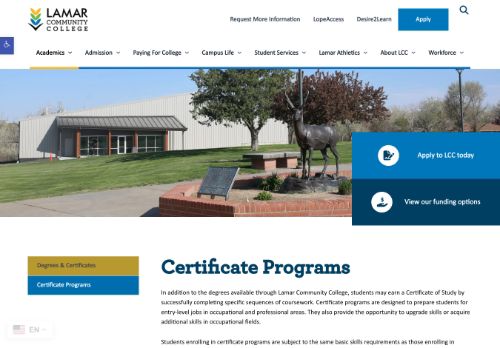 LAMAR
COMMUNITY
COLLEGE
Request More Information
LopeAccess
Desire2Learn
Apply
Academics
Admission
Paying For College
Campus Life
Student Services
Lamar Athletics
About LCC
Workforce
Apply to LCC today
View our funding options
Degrees & Certificates
Certificate Programs
Certificate Programs
In addition to the degrees available through Lamar Community College, students may earn a Certificate of Study by
successfully completing specific sequences of coursework. Certificate programs are designed to prepare students for
entry-level jobs in occupational and professional areas. They also provide the opportunity to upgrade skills or acquire
additional skills in occupational fields.
Students enrolling in certificate programs are subject to the same basic skills requirements as those enrolling in
EN